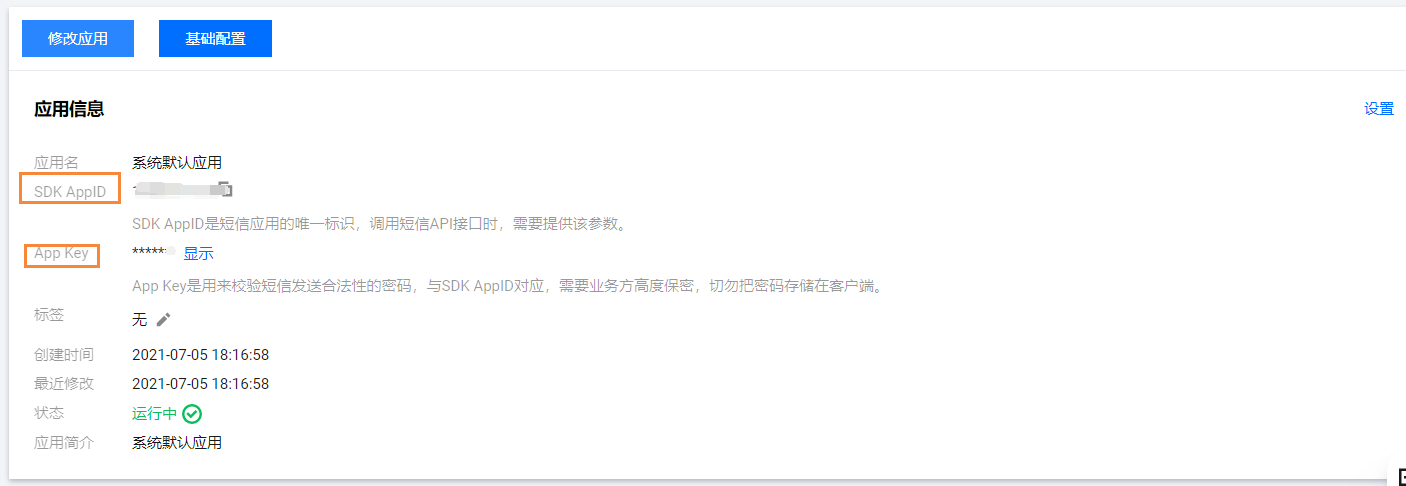 修改应用 基础配置
应用信息 设置
应用名 系统默认应用
SDK AppID
SDK AppID是短信应用的唯一标识，调用短信API接口时，需要提供该参数。
App Key ****** 显示
App Key是用来校验短信发送合法性的密码，与SDK AppID对应，需要业务方高度保密，切勿把密码存储在客户端。
标签 无
创建时间 2021-07-05 18:16:58
最近修改 2021-07-05 18:16:58
状态 运行中
应用简介 系统默认应用